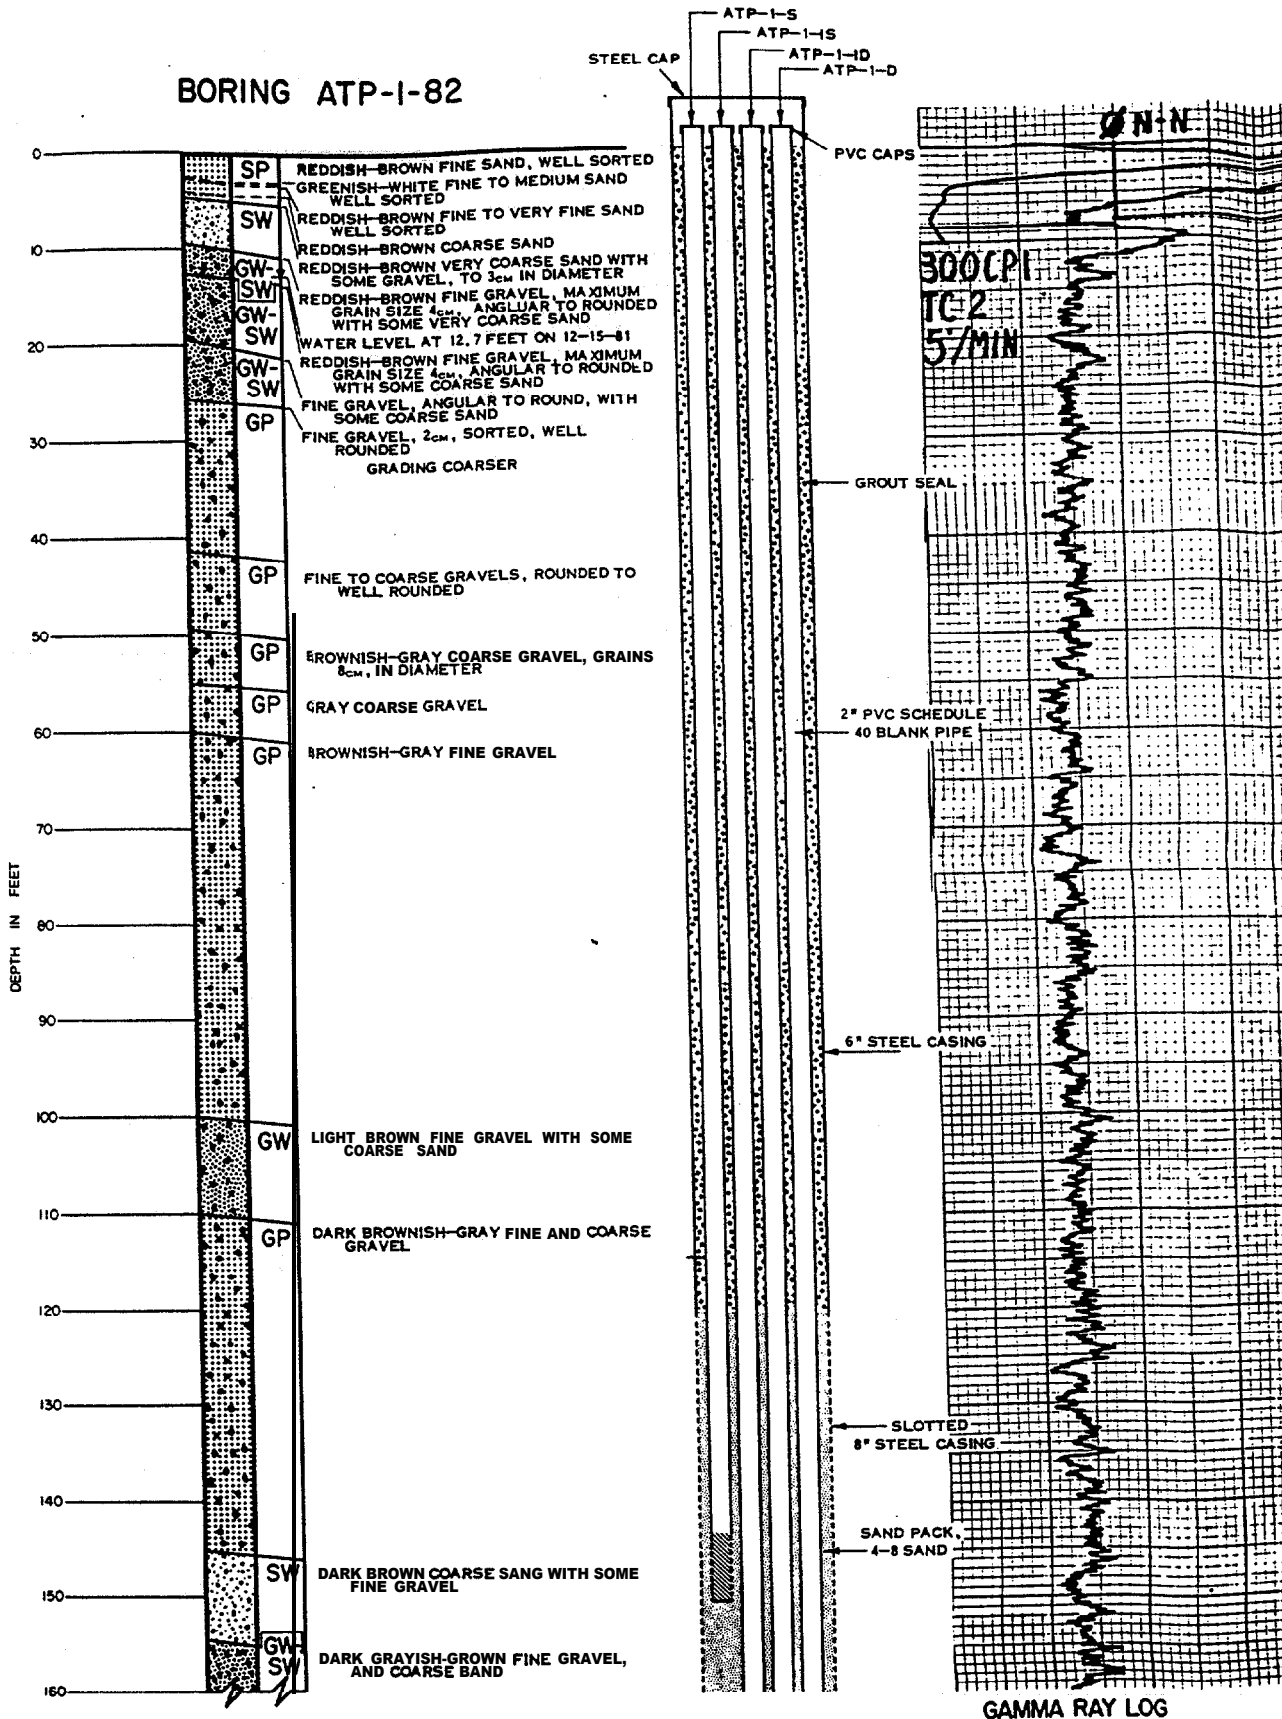 BORING ATP-1-82
ATP-1-S
ATP-1-IS
ATP-1-ID
ATP-1-D
STEEL CAP
PVC CAPS
ØN-N
300CPI
TC 2
5'/MIN
0
10
20
30
40
50
60
70
80
90
100
110
120
130
140
150
160
DEPTH IN FEET
SP
SW
GW-
SW
GW-
SW
GW-
SW
GP
GP
GP
GP
GP
GW
GP
SW
GW-
SW
REDDISH-BROWN FINE SAND, WELL SORTED
GREENISH-WHITE FINE TO MEDIUM SAND
WELL SORTED
REDDISH-BROWN FINE TO VERY FINE SAND
WELL SORTED
REDDISH-BROWN COARSE SAND
REDDISH-BROWN VERY COARSE SAND WITH
SOME GRAVEL, TO 3CM IN DIAMETER
REDDISH-BROWN FINE GRAVEL, MAXIMUM
GRAIN SIZE 4CM, ANGLUAR TO ROUNDED
WITH SOME VERY COARSE SAND
WATER LEVEL AT 12.7 FEET ON 12-15-81
REDDISH-BROWN FINE GRAVEL, MAXIMUM
GRAIN SIZE 4CM, ANGULAR TO ROUNDED
WITH SOME COARSE SAND
FINE GRAVEL, ANGULAR TO ROUND, WITH
SOME COARSE SAND
FINE GRAVEL, 2CM, SORTED, WELL
ROUNDED
GRADING COARSER
FINE TO COARSE GRAVELS, ROUNDED TO
WELL ROUNDED
BROWNISH-GRAY COARSE GRAVEL, GRAINS
8CM, IN DIAMETER
GRAY COARSE GRAVEL
BROWNISH-GRAY FINE GRAVEL
LIGHT BROWN FINE GRAVEL WITH SOME
COARSE SAND
DARK BROWNISH-GRAY FINE AND COARSE
GRAVEL
DARK BROWN COARSE SANG WITH SOME
FINE GRAVEL
DARK GRAYISH-GROWN FINE GRAVEL,
AND COARSE BAND
GROUT SEAL
2" PVC SCHEDULE
40 BLANK PIPE
6" STEEL CASING
SLOTTED
8" STEEL CASING
SAND PACK,
4-8 SAND
GAMMA RAY LOG